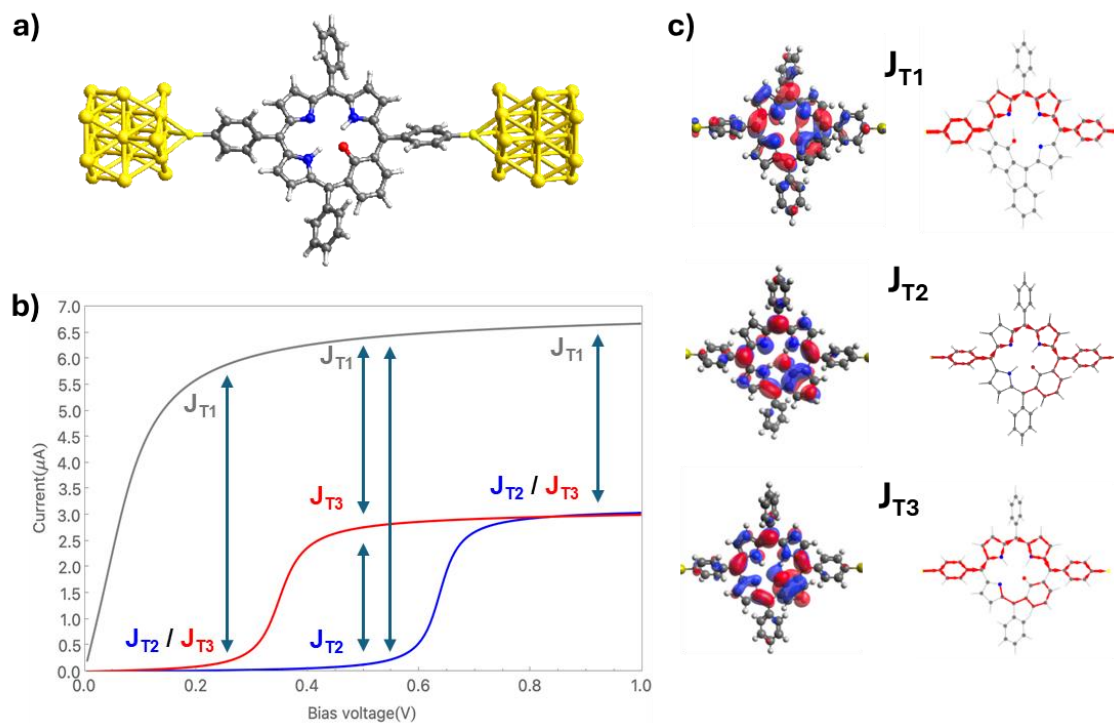 a)
b)
7.0
6.5
6.0
5.5
5.0
4.5
4.0
3.5
3.0
2.5
2.0
1.5
1.0
0.5
0.0
Current(μA)
0.0 0.2 0.4 0.6 0.8 1.0
Bias voltage(V)
J_T1
J_T1
J_T1
J_T3
J_T2 / J_T3
J_T2 / J_T3
J_T2
c)
J_T1
J_T2
J_T3